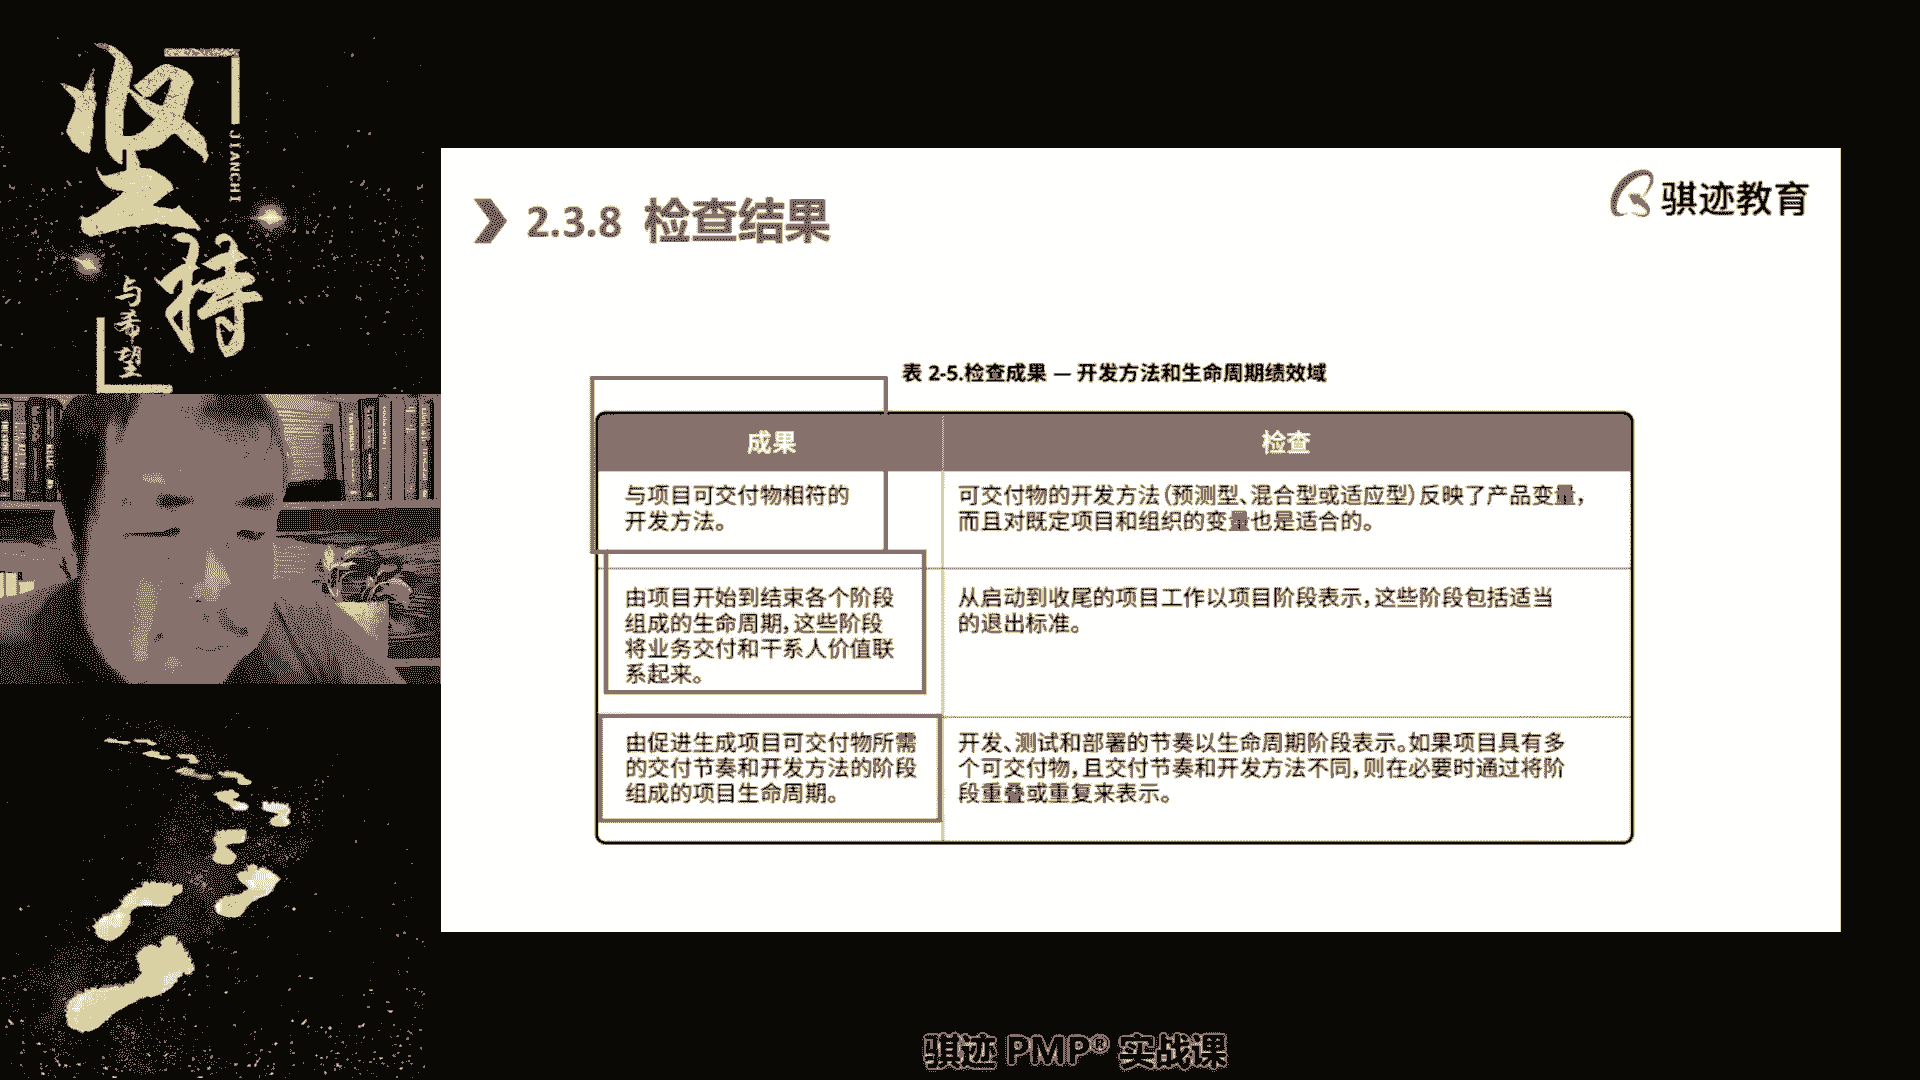 坚
持
JIANCHI
与希望
2.3.8 检查结果
骐迹教育
表 2-5.检查成果 — 开发方法和生命周期绩效域
成果
检查
与项目可交付物相符的
开发方法。
可交付物的开发方法(预测型、混合型或适应型)反映了产品变量,
而且对既定项目和组织的变量也是适合的。
由项目开始到结束各个阶段
组成的生命周期,这些阶段
将业务交付和干系人价值联
系起来。
从启动到收尾的项目工作以项目阶段表示,这些阶段包括适当
的退出标准。
由促进生成项目可交付物所需
的交付节奏和开发方法的阶段
组成的项目生命周期。
开发、测试和部署的节奏以生命周期阶段表示。如果项目具有多
个可交付物,且交付节奏和开发方法不同,则在必要时通过将阶
段重叠或重复来表示。
骐迹 PMP® 实战课